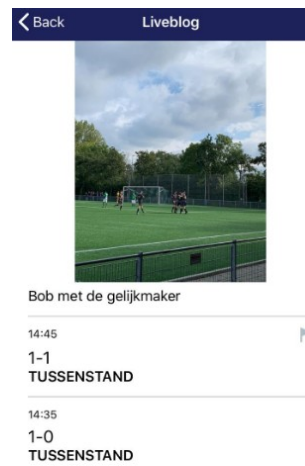 Back
Liveblog
Bob met de gelijkmaker
14:45
1-1
TUSSENSTAND
14:35
1-0
TUSSENSTAND